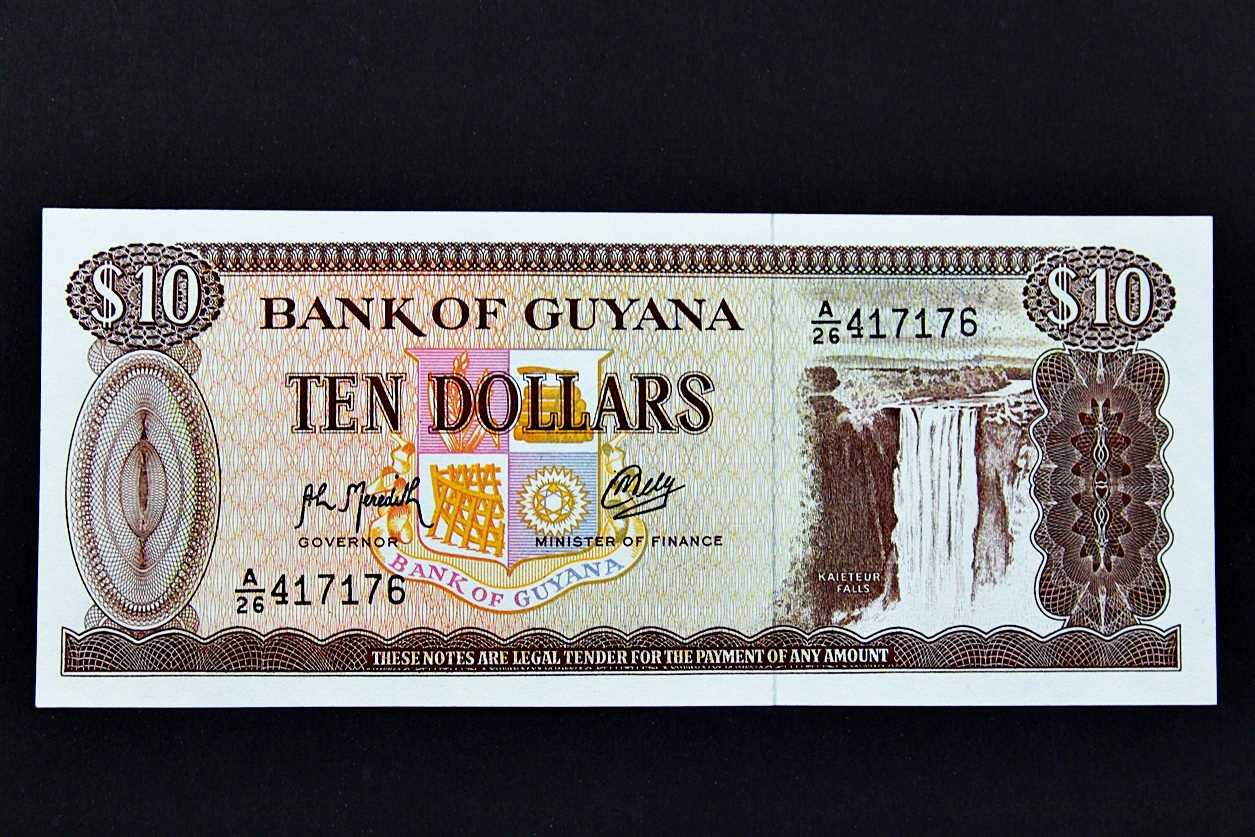 $10
$10
BANK OF GUYANA
A/26 417176
TEN DOLLARS
GOVERNOR
MINISTER OF FINANCE
BANK OF GUYANA
KAIETEUR
FALLS
A/26 417176
THESE NOTES ARE LEGAL TENDER FOR THE PAYMENT OF ANY AMOUNT